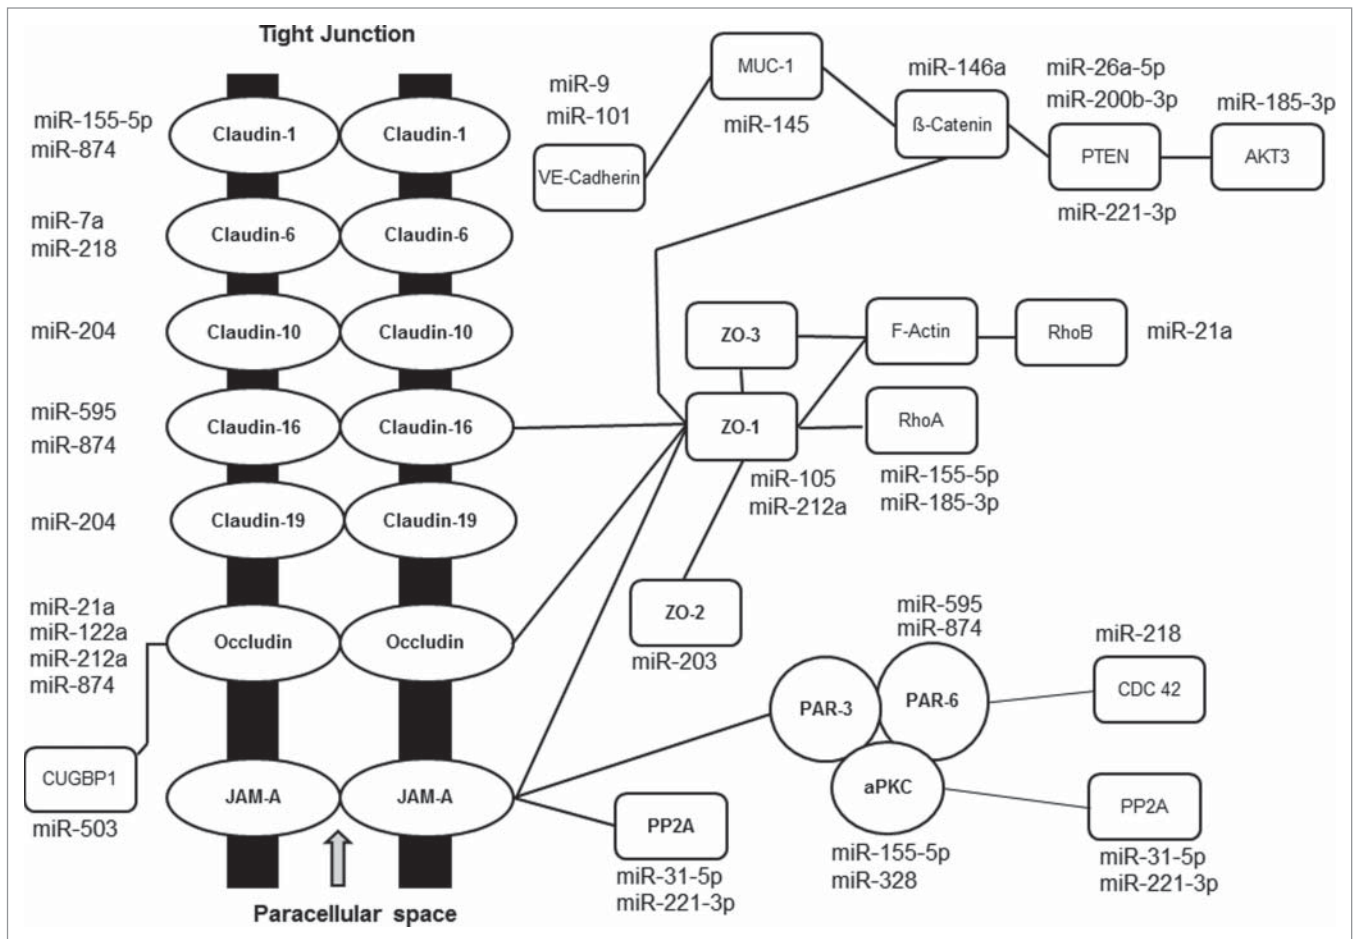 Tight Junction
miR-155-5p
miR-874
Claudin-1
Claudin-1
miR-7a
miR-218
Claudin-6
Claudin-6
miR-204
Claudin-10
Claudin-10
miR-595
miR-874
Claudin-16
Claudin-16
miR-204
Claudin-19
Claudin-19
miR-21a
miR-122a
miR-212a
miR-874
Occludin
Occludin
CUGBP1
miR-503
JAM-A
JAM-A
Paracellular space
miR-9
miR-101
VE-Cadherin
MUC-1
miR-145
miR-146a
ß-Catenin
miR-26a-5p
miR-200b-3p
PTEN
miR-221-3p
miR-185-3p
AKT3
ZO-3
F-Actin
RhoB
miR-21a
ZO-1
miR-105
miR-212a
RhoA
miR-155-5p
miR-185-3p
ZO-2
miR-203
miR-595
miR-874
PAR-3
PAR-6
aPKC
miR-155-5p
miR-328
miR-218
CDC 42
PP2A
miR-31-5p
miR-221-3p
PP2A
miR-31-5p
miR-221-3p